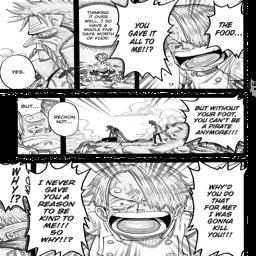 THE
FOOD...
YOU
GAVE IT
ALL TO
ME!!?
THINKING
IT OVER
WELL, I DO
HAVE A
WHOLE FIVE
DAYS WORTH
OF FOOD.
YES.
BUT WITHOUT
YOUR FOOT,
YOU CAN'T BE
A PIRATE
ANYMORE!!!
RECKON
NOT...
BUT...
WHY'D
YOU DO
THAT FOR
ME? I
WAS
GONNA
KILL
YOU!!!
I NEVER
GAVE
YOU A
REASON
TO BE
KIND TO
ME!!!
SO
WHY!!?
WHY!!?